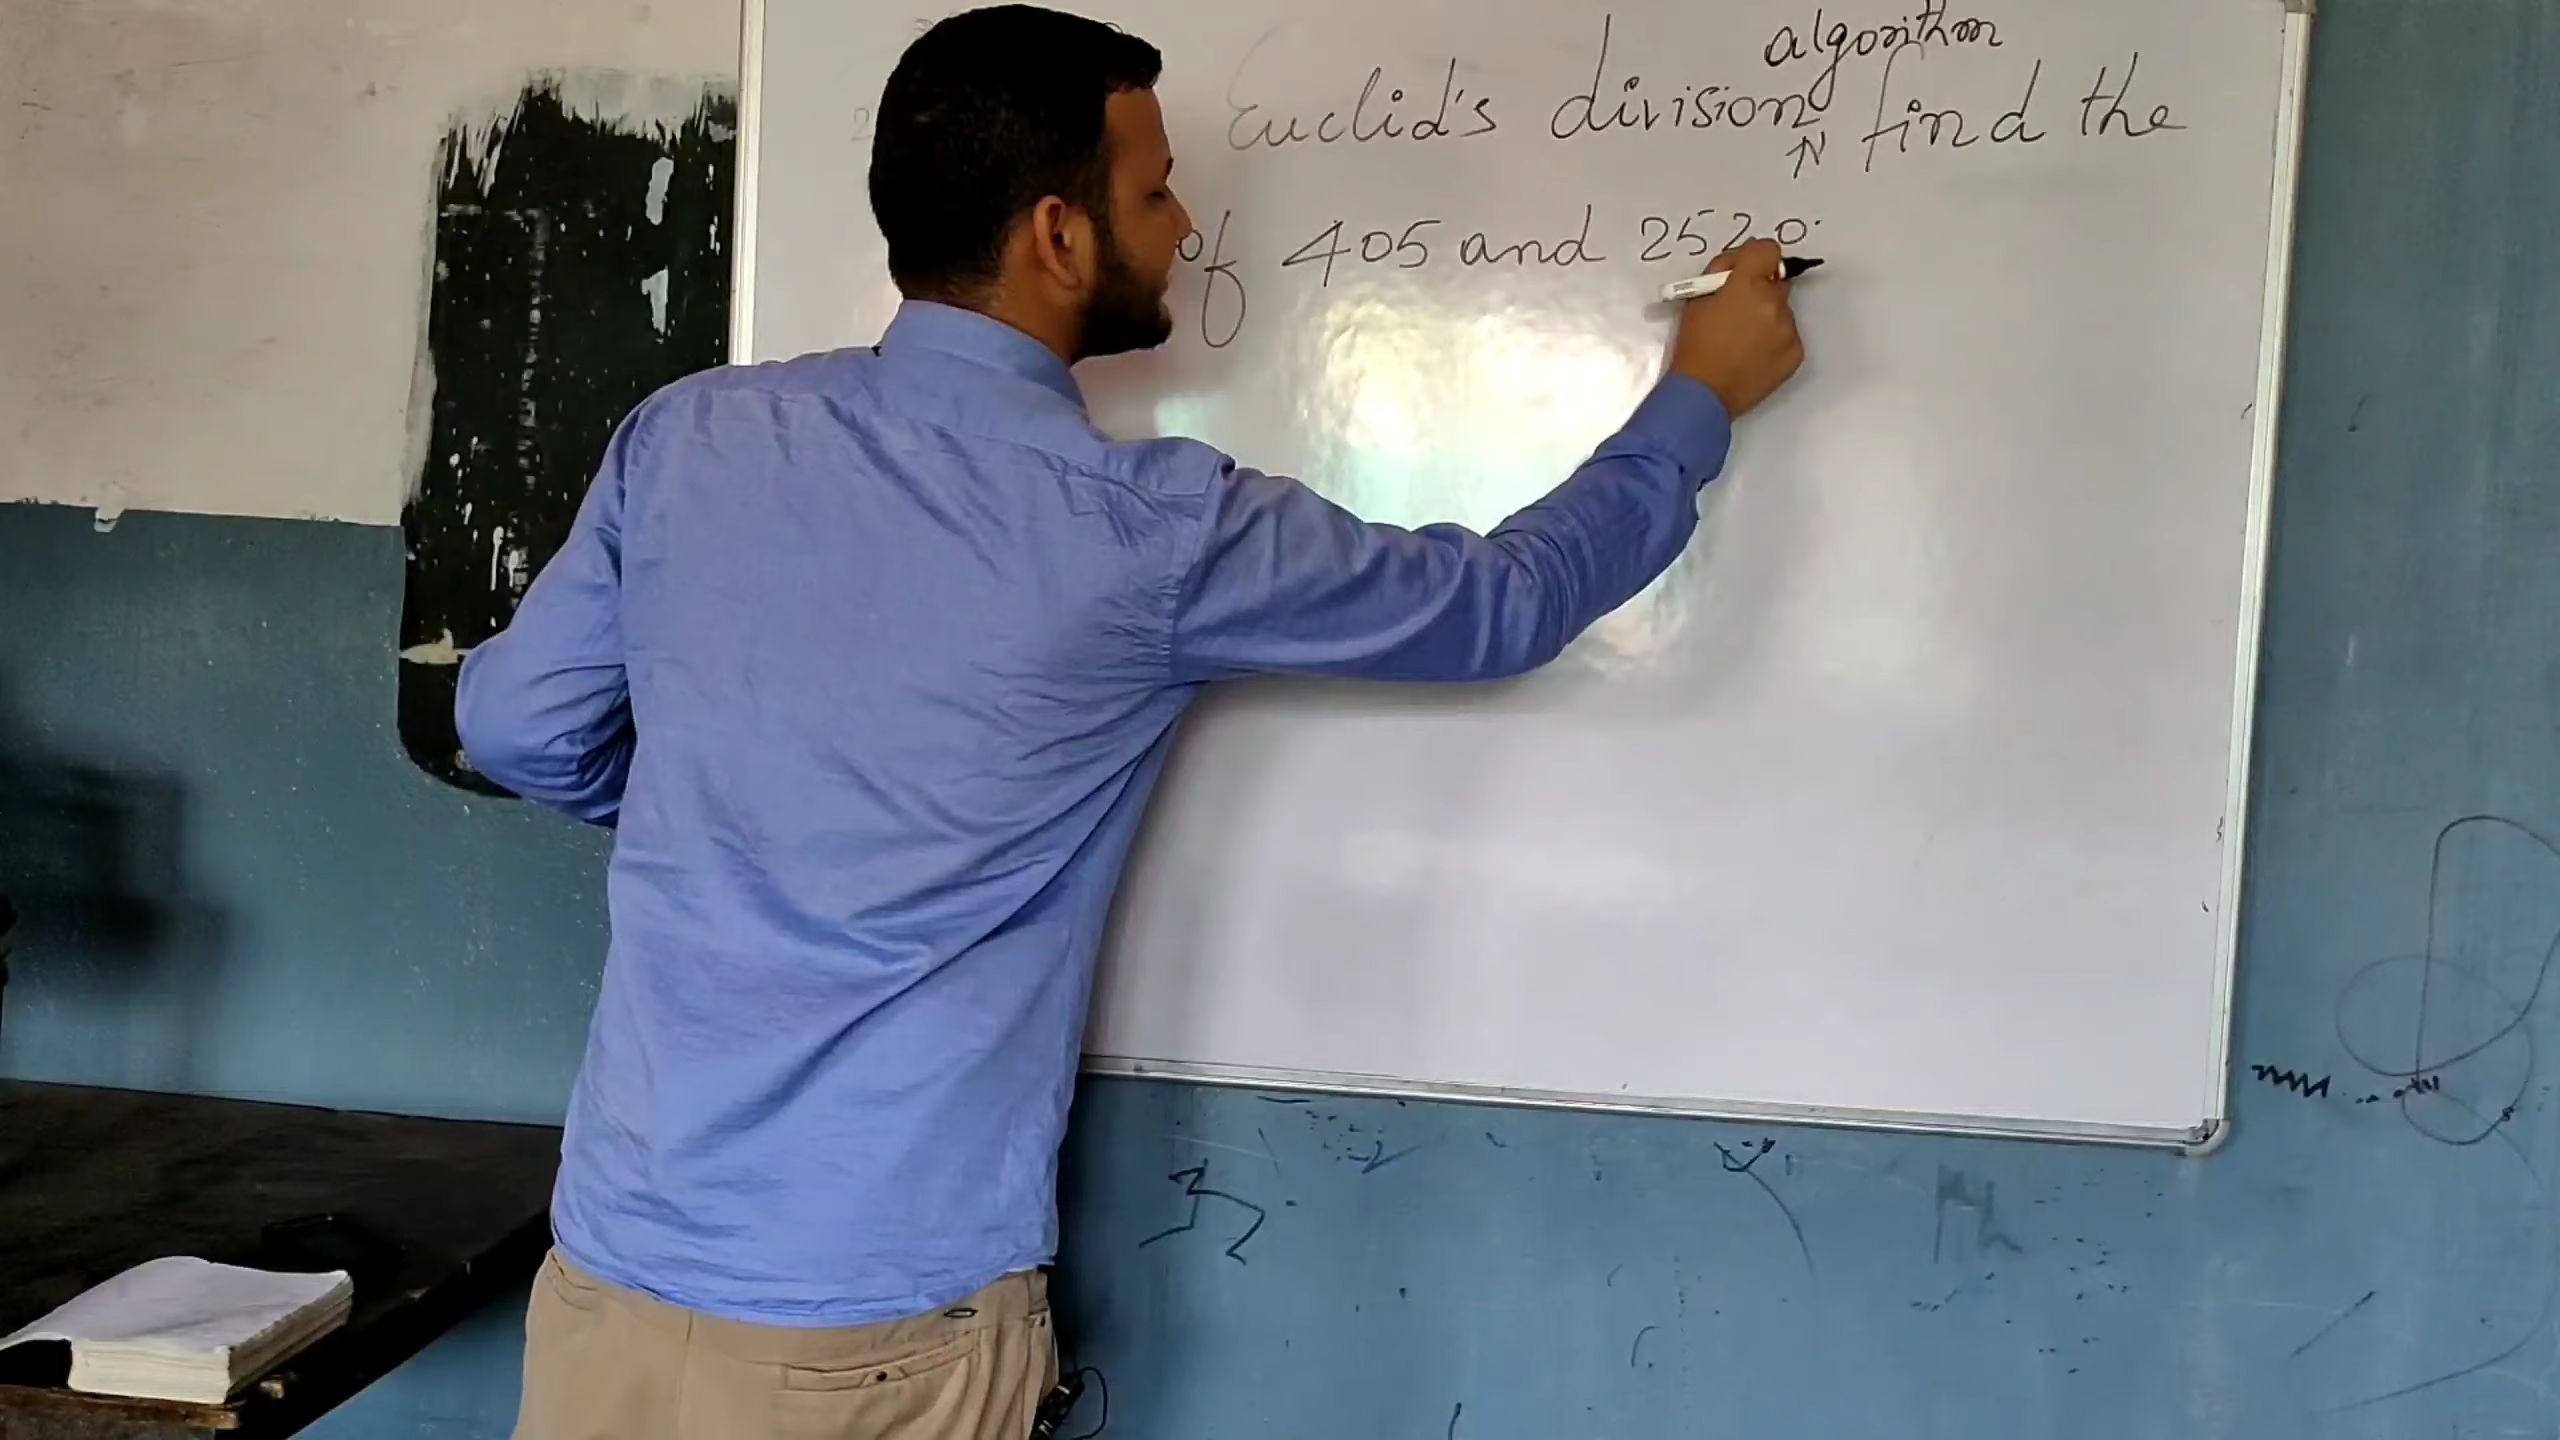 algorithm
Euclid's division find the
of 405 and 2520.